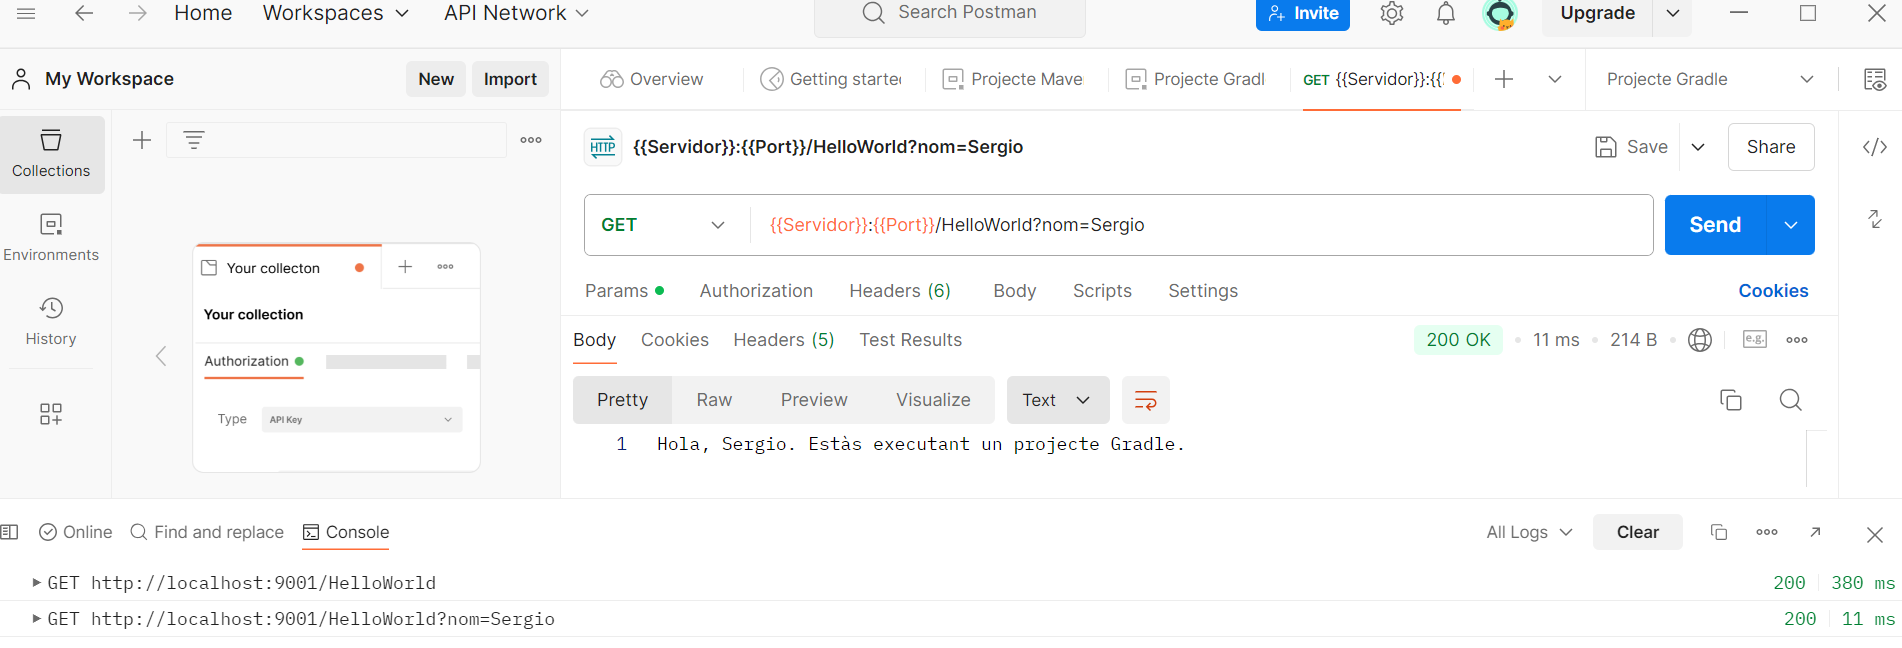 Home Workspaces API Network Search Postman Invite Upgrade
My Workspace New Import Overview Getting starte Projecte Mave Projecte Gradl GET {{Servidor}}:{{ Projecte Gradle
Collections
Environments
History
Your collecton
Your collection
Authorization
Type API Key
HTTP {{Servidor}}:{{Port}}/HelloWorld?nom=Sergio Save Share
GET {{Servidor}}:{{Port}}/HelloWorld?nom=Sergio Send
Params Authorization Headers (6) Body Scripts Settings Cookies
Body Cookies Headers (5) Test Results 200 OK 11 ms 214 B e.g.
Pretty Raw Preview Visualize Text
1 Hola, Sergio. Estàs executant un projecte Gradle.
Online Find and replace Console All Logs Clear
GET http://localhost:9001/HelloWorld 200 380 ms
GET http://localhost:9001/HelloWorld?nom=Sergio 200 11 ms